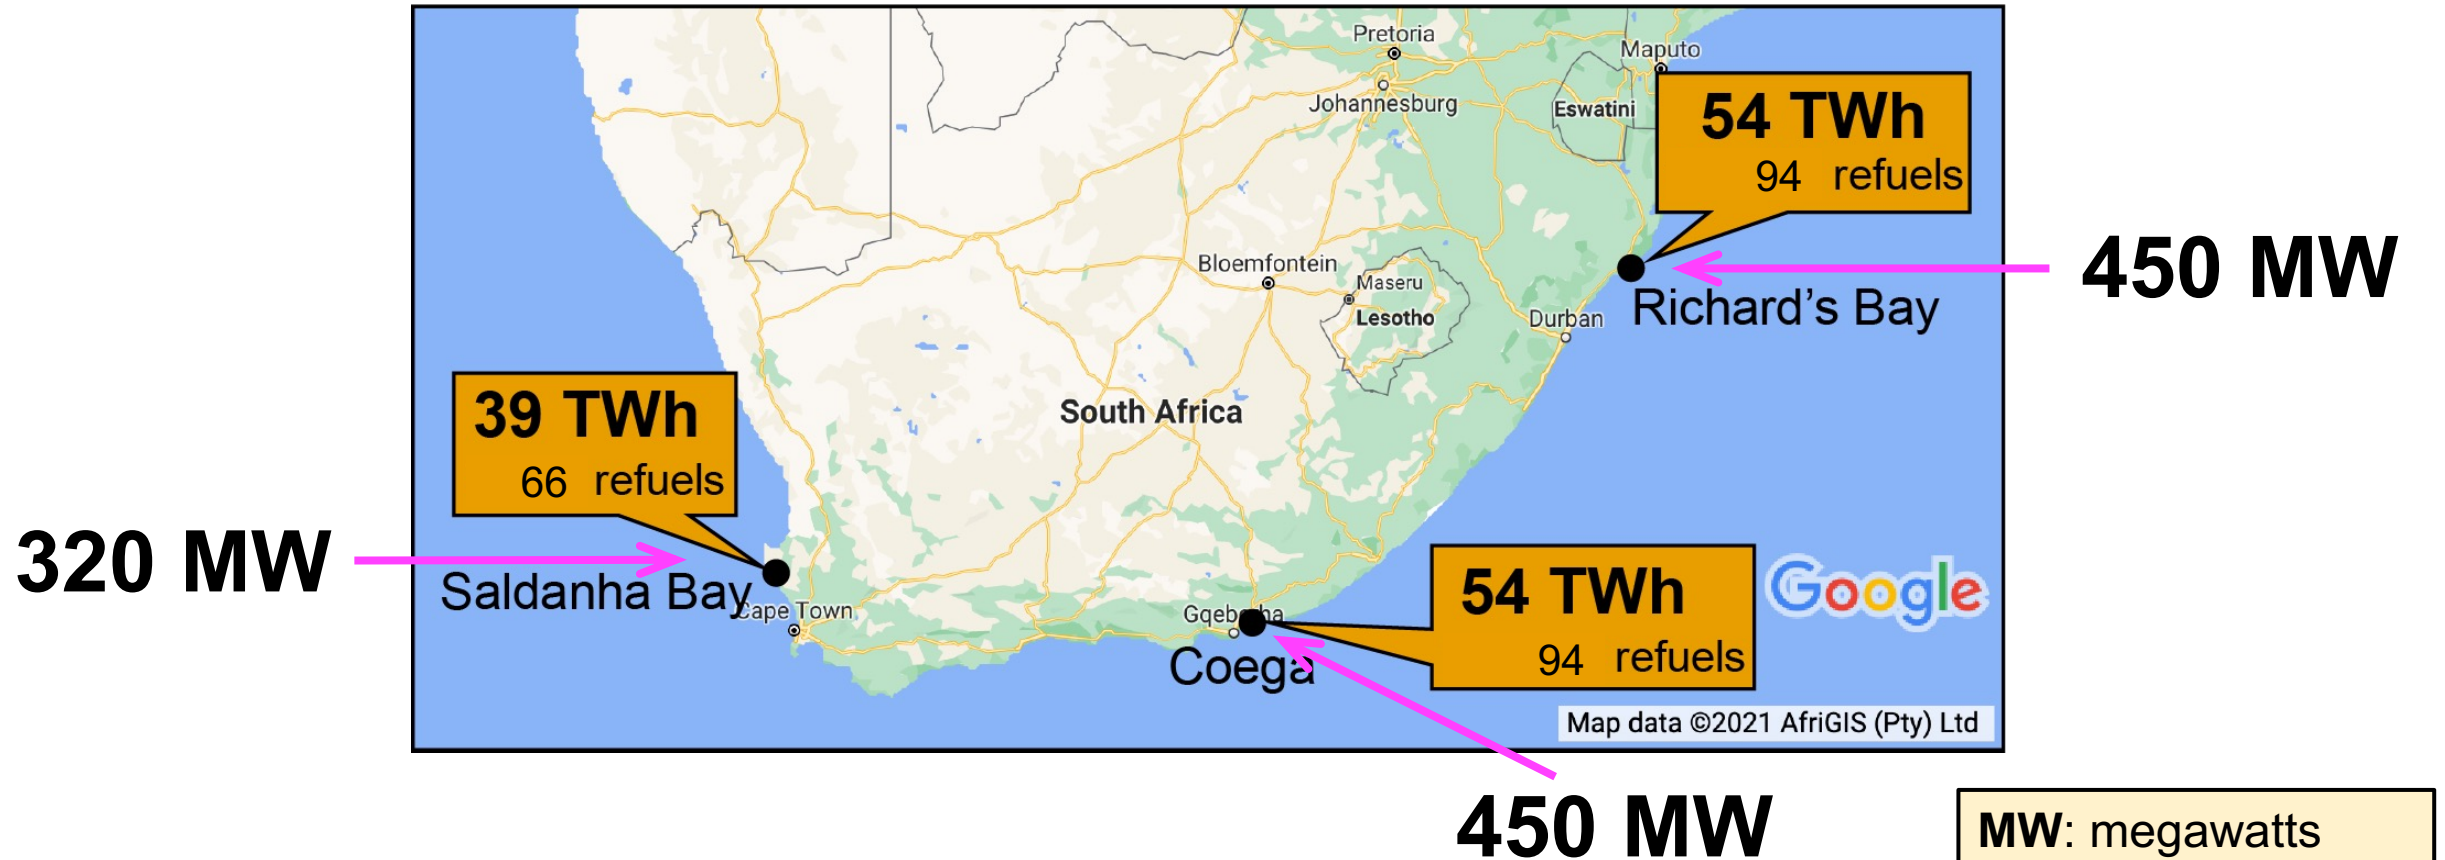 Pretoria
Maputo
Johannesburg
Eswatini
54 TWh
94 refuels
450 MW
Bloemfontein
Maseru
Lesotho
Durban
Richard’s Bay
39 TWh
66 refuels
South Africa
320 MW
Saldanha Bay
Cape Town
Coega
54 TWh
94 refuels
Google
Map data ©2021 AfriGIS (Pty) Ltd
450 MW
MW: megawatts